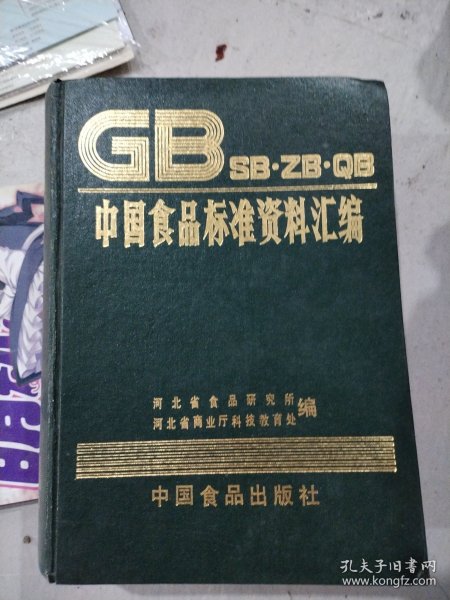 GB SB·ZB·QB
中国食品标准资料汇编
河北省食品研究所
河北省商业厅科技教育处
编
中国食品出版社
孔夫子旧书网
www.kongfz.com